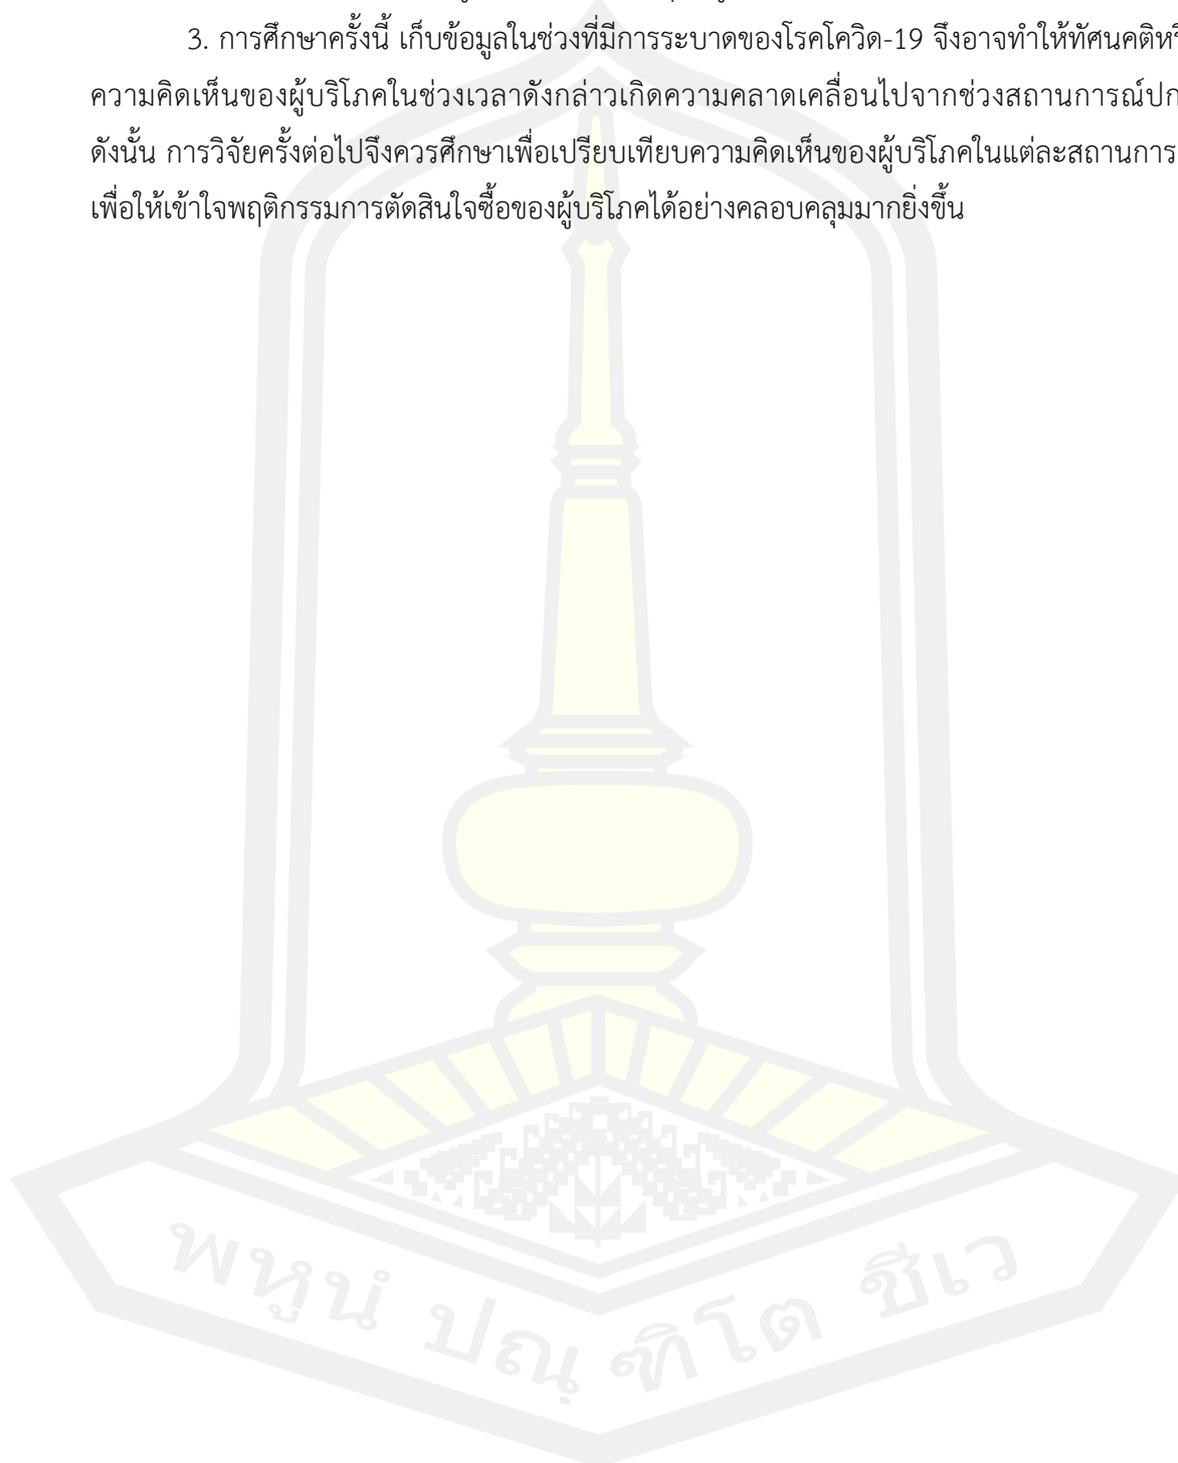 3. การศึกษาครั้งนี้ เก็บข้อมูลในช่วงที่มีการระบาดของโรคโควิด-19 จึงอาจทำให้ทัศนคติ
ความคิดเห็นของผู้บริโภคในช่วงเวลาดังกล่าวเกิดความคลาดเคลื่อนไปจากช่วงสถานการณ์
ดังนั้น การวิจัยครั้งต่อไปจึงควรศึกษาเพื่อเปรียบเทียบความคิดเห็นของผู้บริโภคในแต่ละ
เพื่อให้เข้าใจพฤติกรรมการตัดสินใจซื้อของผู้บริโภคได้อย่างคลอบคลุมมากยิ่งขึ้น
พหูนํ ปณฺฑิโต ชีเว